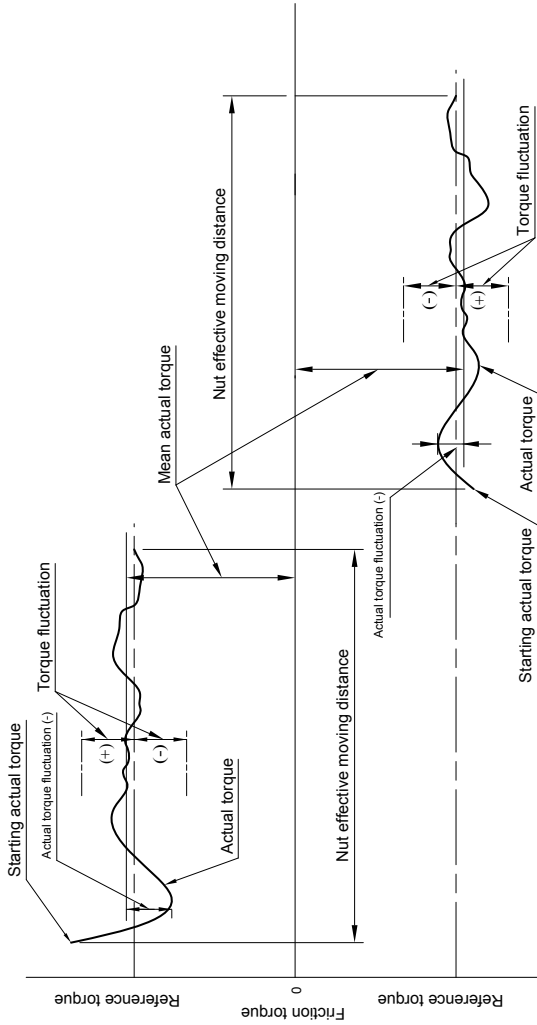 Starting actual torque
Actual torque fluctuation (-)
Torque fluctuation
(+)
(-)
Actual torque
Nut effective moving distance
Mean actual torque
Nut effective moving distance
Actual torque fluctuation (-)
Starting actual torque
Actual torque
(-)
(+)
Torque fluctuation
Reference torque
0
Friction torque
Reference torque